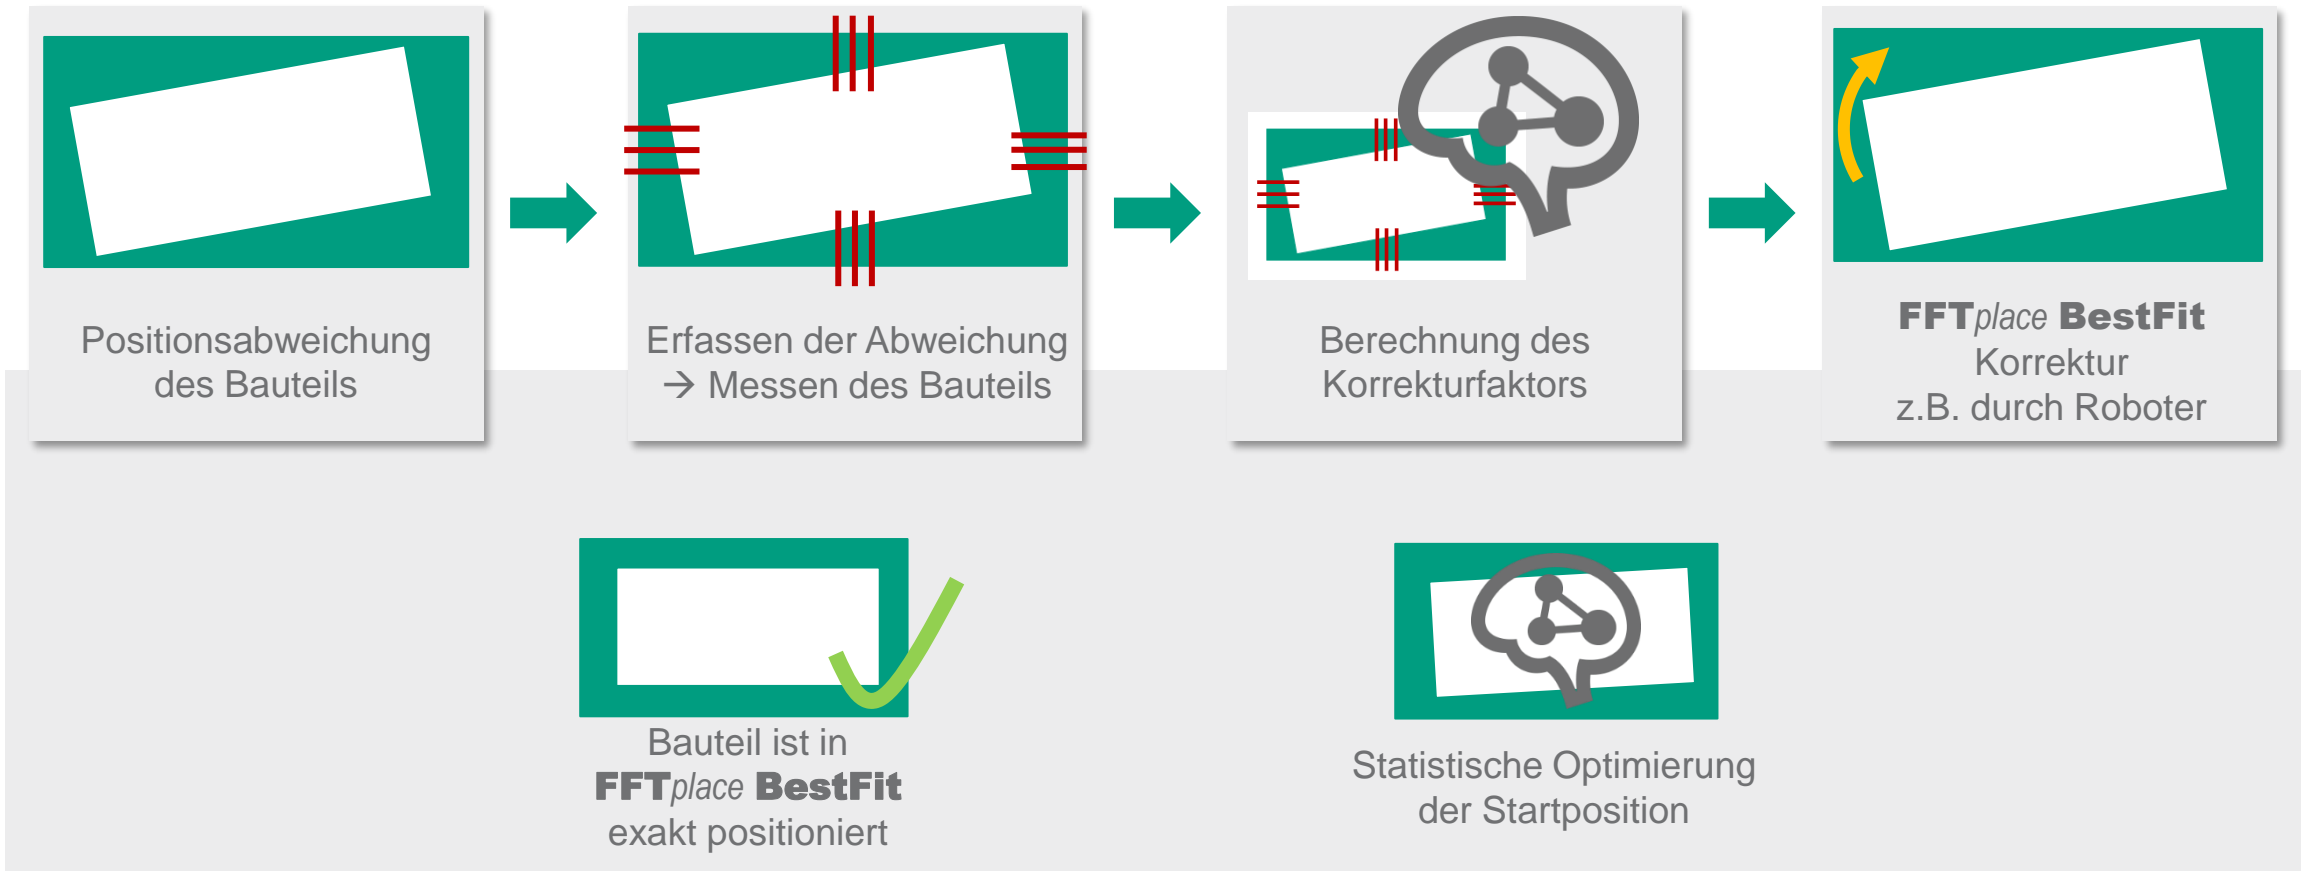 Positionsabweichung
des Bauteils
Erfassen der Abweichung
→ Messen des Bauteils
Berechnung des
Korrekturfaktors
FFTplace BestFit
Korrektur
z.B. durch Roboter
Bauteil ist in
FFTplace BestFit
exakt positioniert
Statistische Optimierung
der Startposition